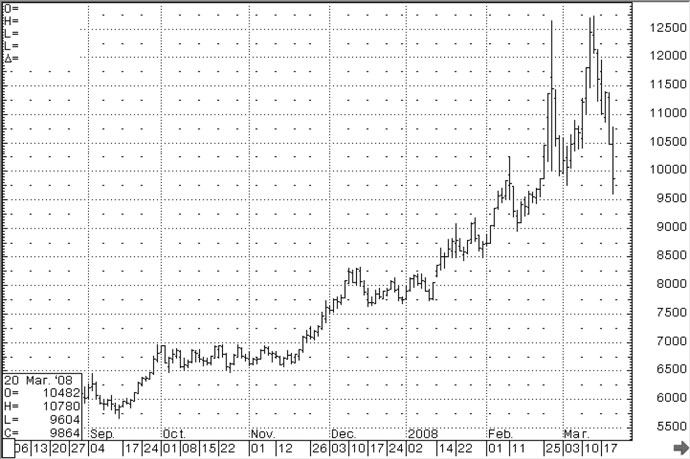 O=
H=
L=
L=
Δ=
12500
12000
11500
11000
10500
10000
9500
9000
8500
8000
7500
7000
6500
6000
5500
20 Mar. '08
O= 10482
H= 10780
L= 9604
C= 9864
Sep. Oct. Nov. Dec. 2008 Feb. Mar.
06 13 20 27 04 17 24 01 08 15 22 01 12 26 03 10 17 24 02 14 22 01 11 25 03 10 17